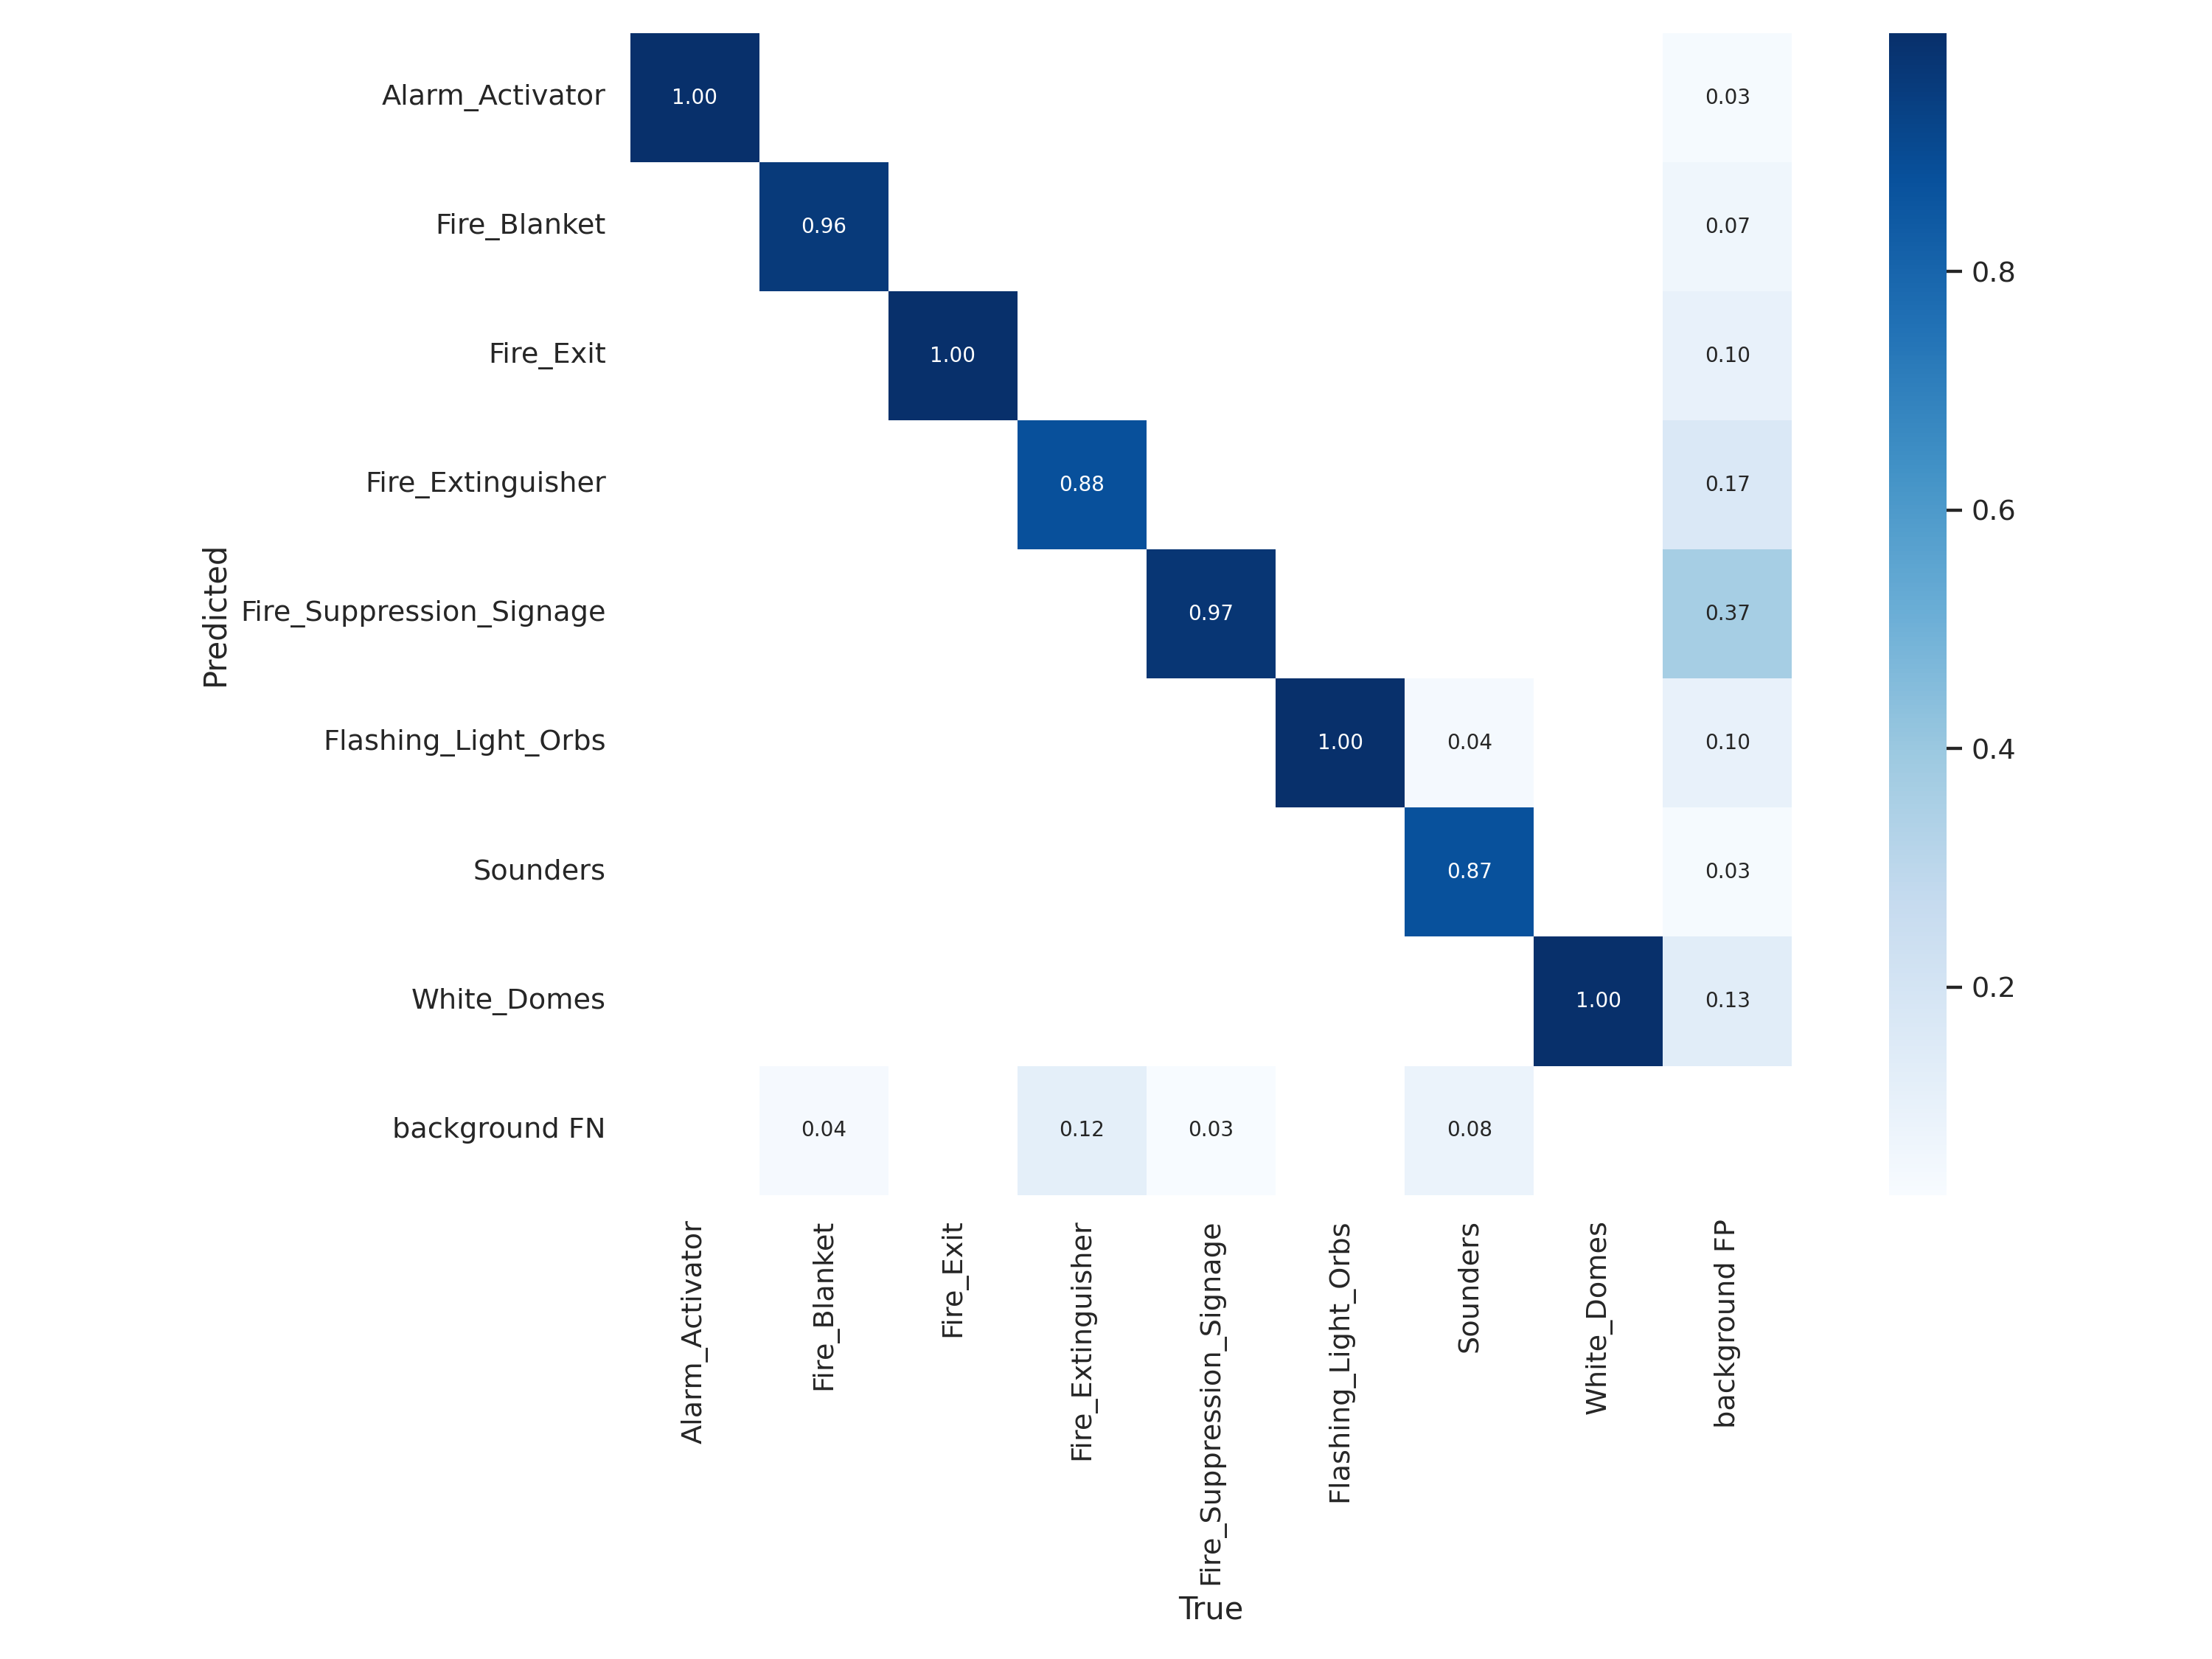 Alarm_Activator 1.00 0.03
Fire_Blanket 0.96 0.07
0.8
Fire_Exit 1.00 0.10
Fire_Extinguisher 0.88 0.17
0.6
Predicted
Fire_Suppression_Signage 0.97 0.37
Flashing_Light_Orbs 1.00 0.04 0.10
0.4
Sounders 0.87 0.03
White_Domes 1.00 0.13
0.2
background FN 0.04 0.12 0.03 0.08
Alarm_Activator
Fire_Blanket
Fire_Exit
Fire_Extinguisher
Fire_Suppression_Signage
Flashing_Light_Orbs
Sounders
White_Domes
background FP
True